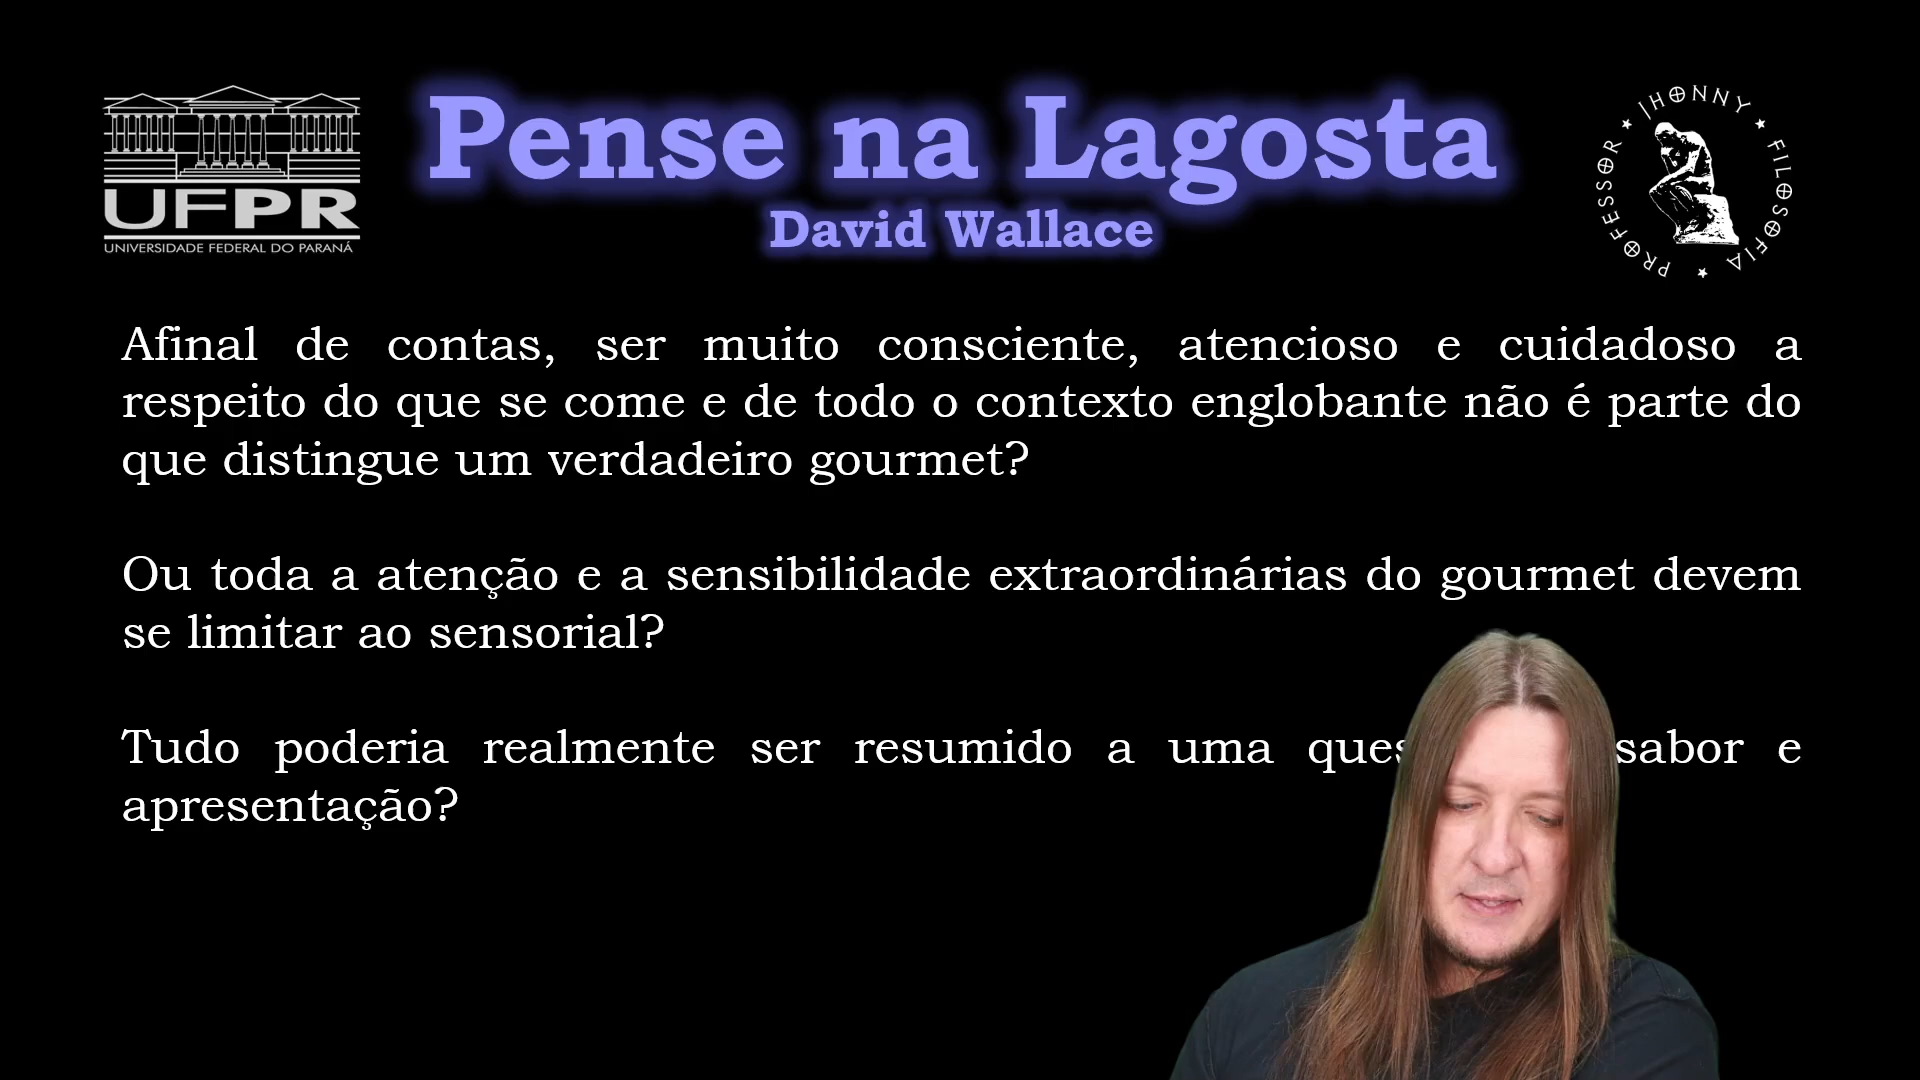 Pense na Lagosta
David Wallace
UFPR
UNIVERSIDADE FEDERAL DO PARANÁ
PROFESSOR ★ JHONNY ★ FILOSOFIA ★
Afinal de contas, ser muito consciente, atencioso e cuidadoso a
respeito do que se come e de todo o contexto englobante não é parte do
que distingue um verdadeiro gourmet?
Ou toda a atenção e a sensibilidade extraordinárias do gourmet devem
se limitar ao sensorial?
Tudo poderia realmente ser resumido a uma sabor e
apresentação?